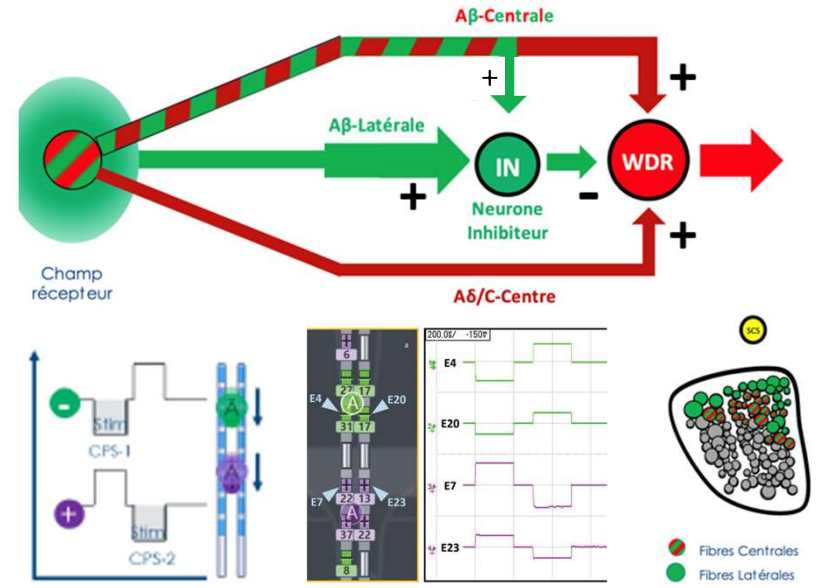 Aβ-Centrale
+
+
Aβ-Latérale
IN
WDR
+
-
Neurone
Inhibiteur
+
Champ
récepteur
Aδ/C-Centre
-
Stim
CPS-1
A
+
Stim
CPS-2
A
6
a
27 17
E4
A
E20
31 17
E7
22 13
E23
A
37 22
8
200.0%/ -150%
E4
E20
E7
E23
SCS
Fibres Centrales
Fibres Latérales